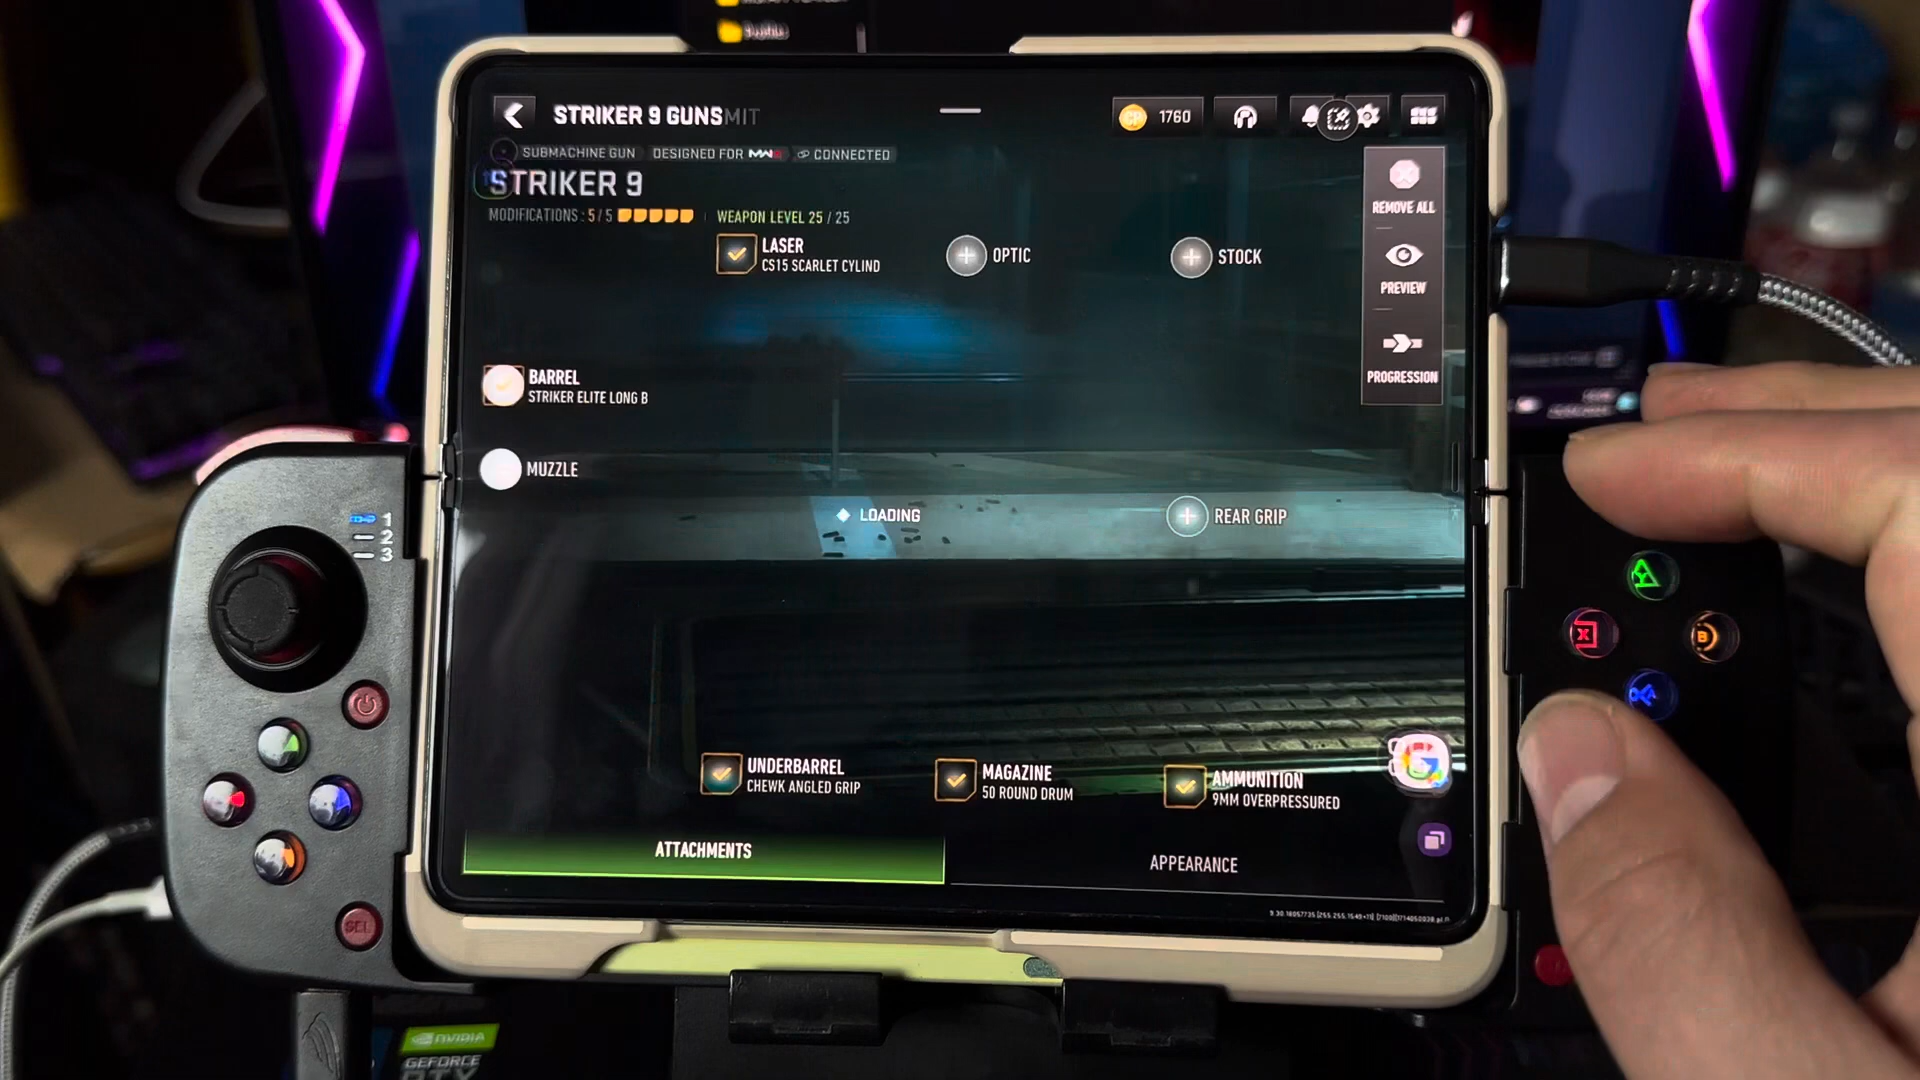 STRIKER 9 GUNSMIT
1760
SUBMACHINE GUN DESIGNED FOR MW CONNECTED
STRIKER 9
MODIFICATIONS: 5/5 WEAPON LEVEL 25 / 25
REMOVE ALL
PREVIEW
PROGRESSION
LASER
CS15 SCARLET CYLIND
OPTIC
STOCK
BARREL
STRIKER ELITE LONG B
MUZZLE
LOADING
REAR GRIP
1
2
3
Y
X
B
UNDERBARREL
CHEWK ANGLED GRIP
MAGAZINE
50 ROUND DRUM
AMMUNITION
9MM OVERPRESSURED
ATTACHMENTS
APPEARANCE
SEL
NVIDIA
GEFORCE
RTX